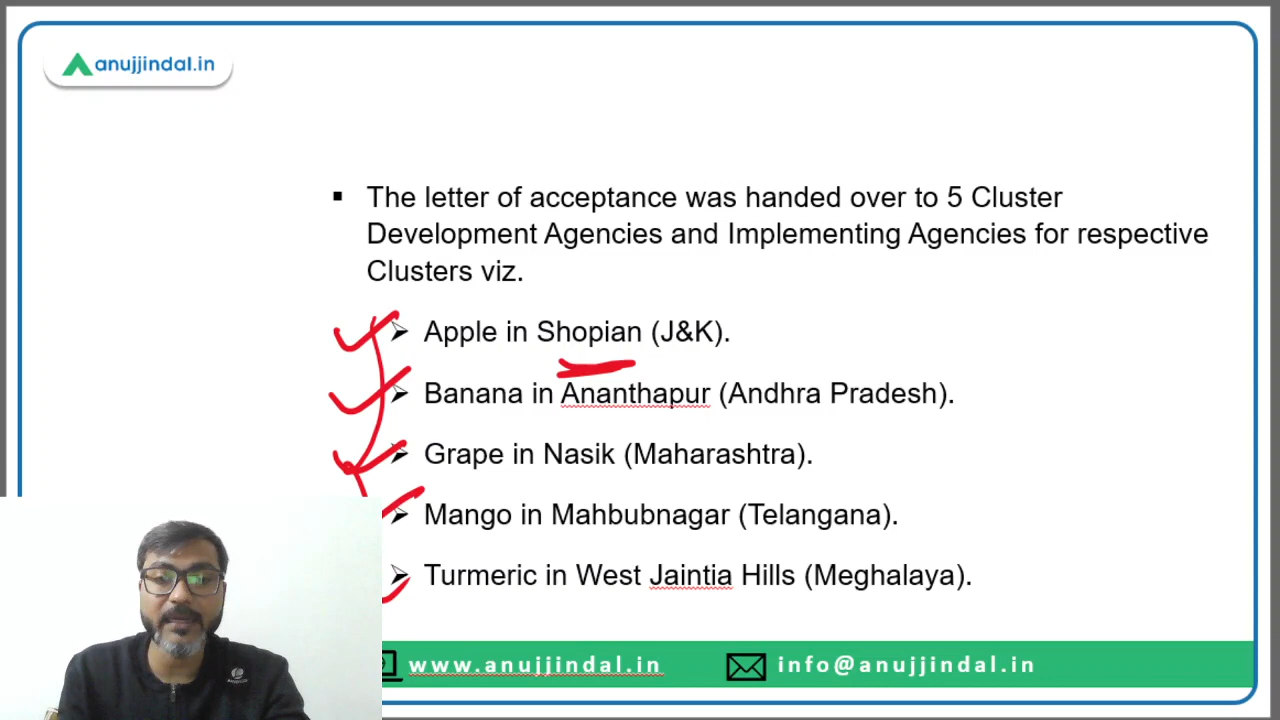 anujjindal.in
▪ The letter of acceptance was handed over to 5 Cluster
Development Agencies and Implementing Agencies for respective
Clusters viz.
➢ Apple in Shopian (J&K).
➢ Banana in Ananthapur (Andhra Pradesh).
➢ Grape in Nasik (Maharashtra).
➢ Mango in Mahbubnagar (Telangana).
➢ Turmeric in West Jaintia Hills (Meghalaya).
www.anujjindal.in info@anujjindal.in